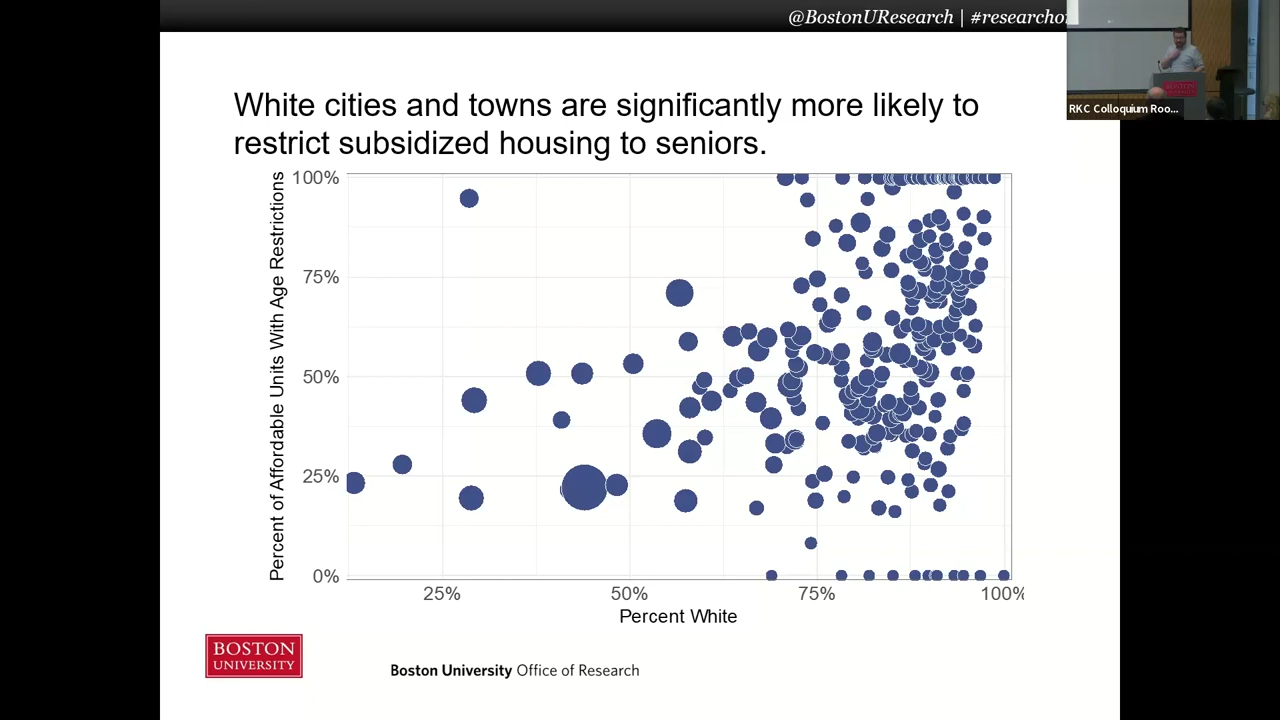 @BostonUResearch | #researcho
RKC Colloquium Roo...
White cities and towns are significantly more likely to
restrict subsidized housing to seniors.
Percent of Affordable Units With Age Restrictions
100%
75%
50%
25%
0%
25%
50%
75%
100%
Percent White
BOSTON
UNIVERSITY
Boston University Office of Research